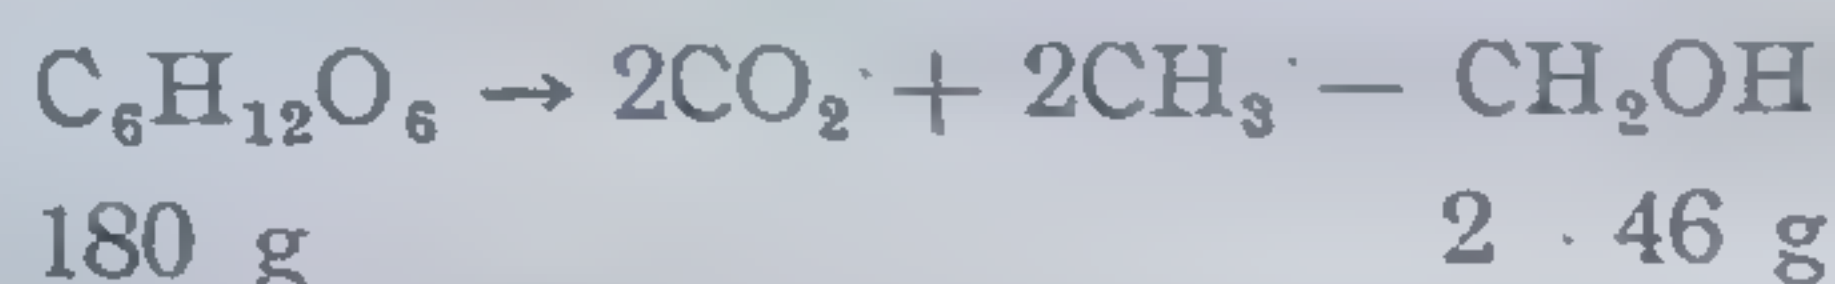 C₆H₁₂O₆ → 2CO₂ + 2CH₃ — CH₂OH
180 g 2 · 46 g